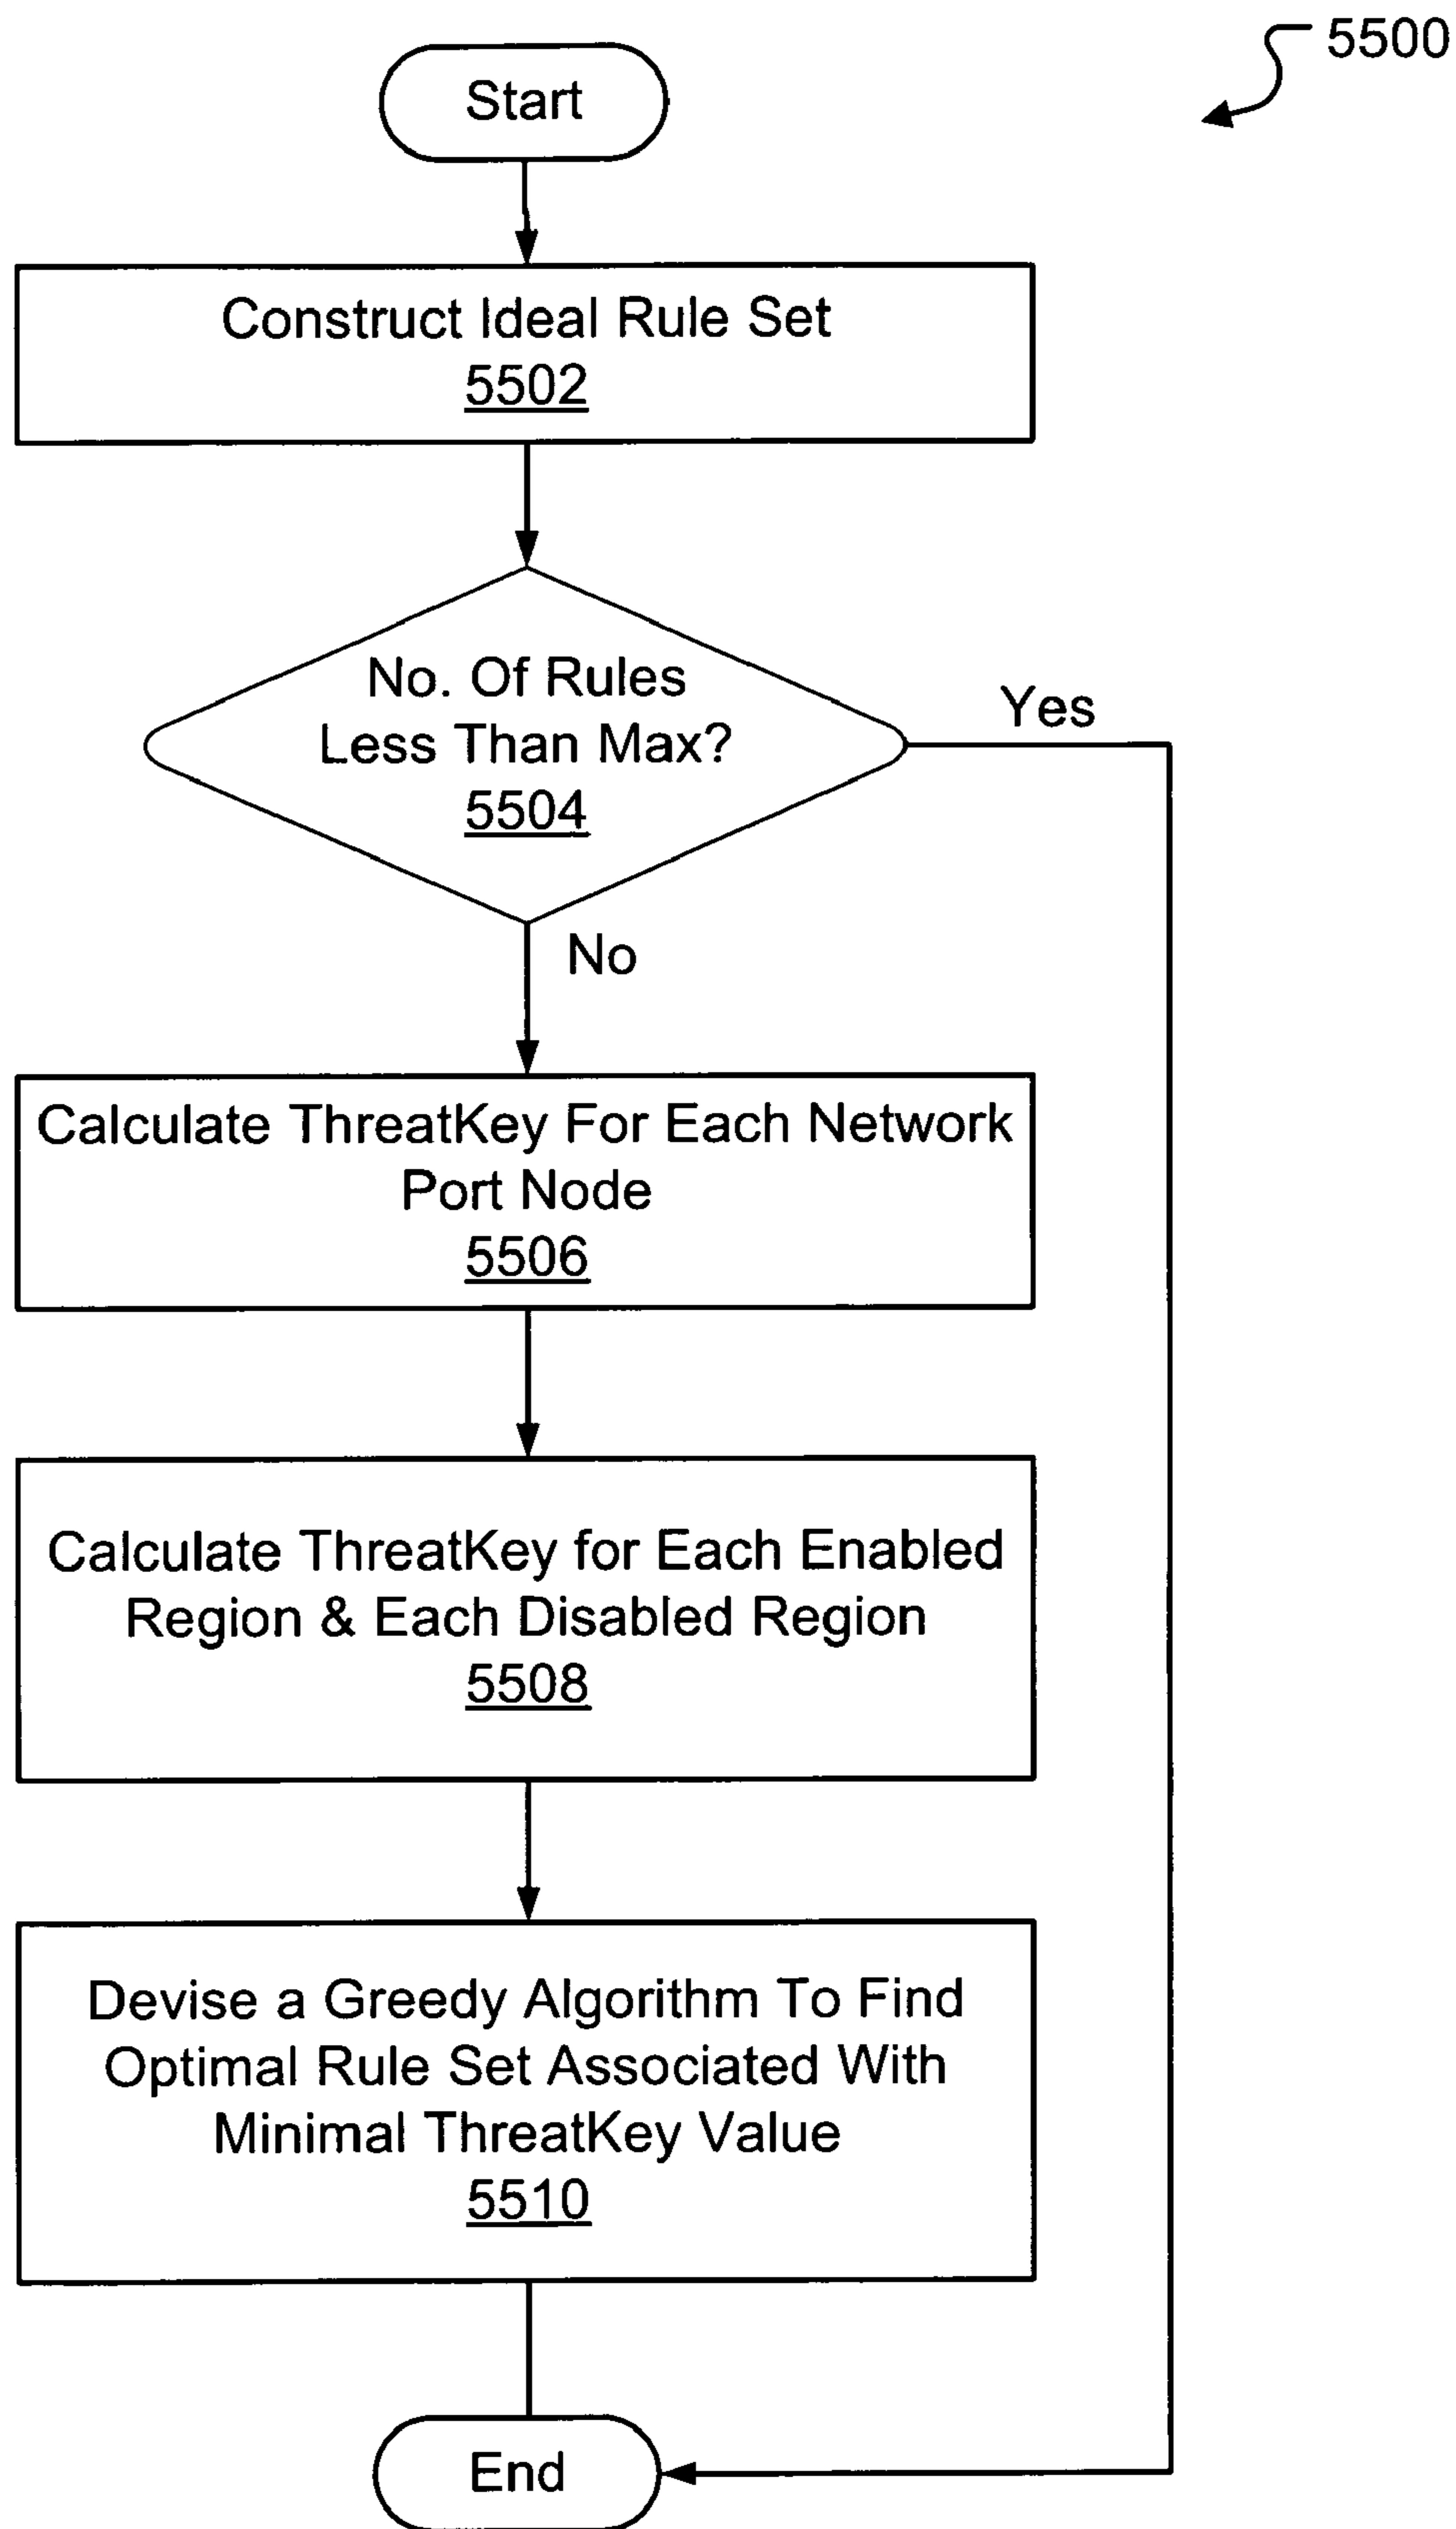 5500
Start
Construct Ideal Rule Set
5502
No. Of Rules
Less Than Max?
5504
Yes
No
Calculate ThreatKey For Each Network
Port Node
5506
Calculate ThreatKey for Each Enabled
Region & Each Disabled Region
5508
Devise a Greedy Algorithm To Find
Optimal Rule Set Associated With
Minimal ThreatKey Value
5510
End